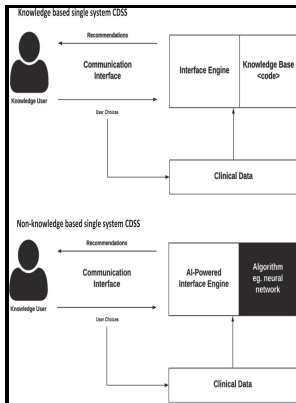 Knowledge based single system CDSS
Recommendations
Communication
Interface
Knowledge User
User Choices
Interface Engine
Knowledge Base
<code>
Clinical Data
Non-knowledge based single system CDSS
Recommendations
Communication
Interface
Knowledge User
User Choices
AI-Powered
Interface Engine
Algorithm
eg. neural
network
Clinical Data